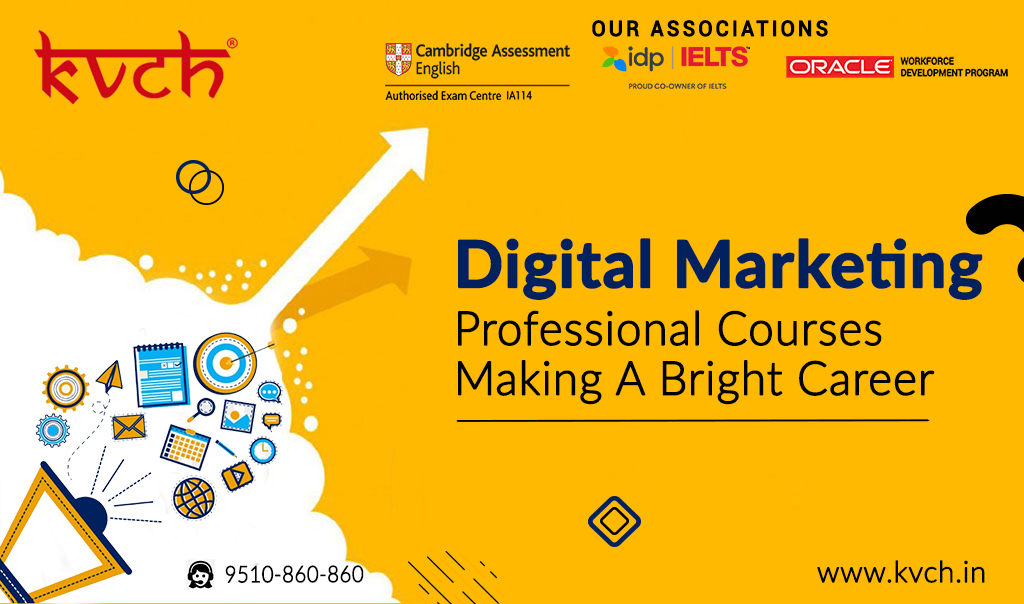 kvch®
OUR ASSOCIATIONS
Cambridge Assessment
English
Authorised Exam Centre IA114
idp | IELTS™
PROUD CO-OWNER OF IELTS
ORACLE®
WORKFORCE
DEVELOPMENT PROGRAM
Digital Marketing
Professional Courses
Making A Bright Career
9510-860-860
www.kvch.in